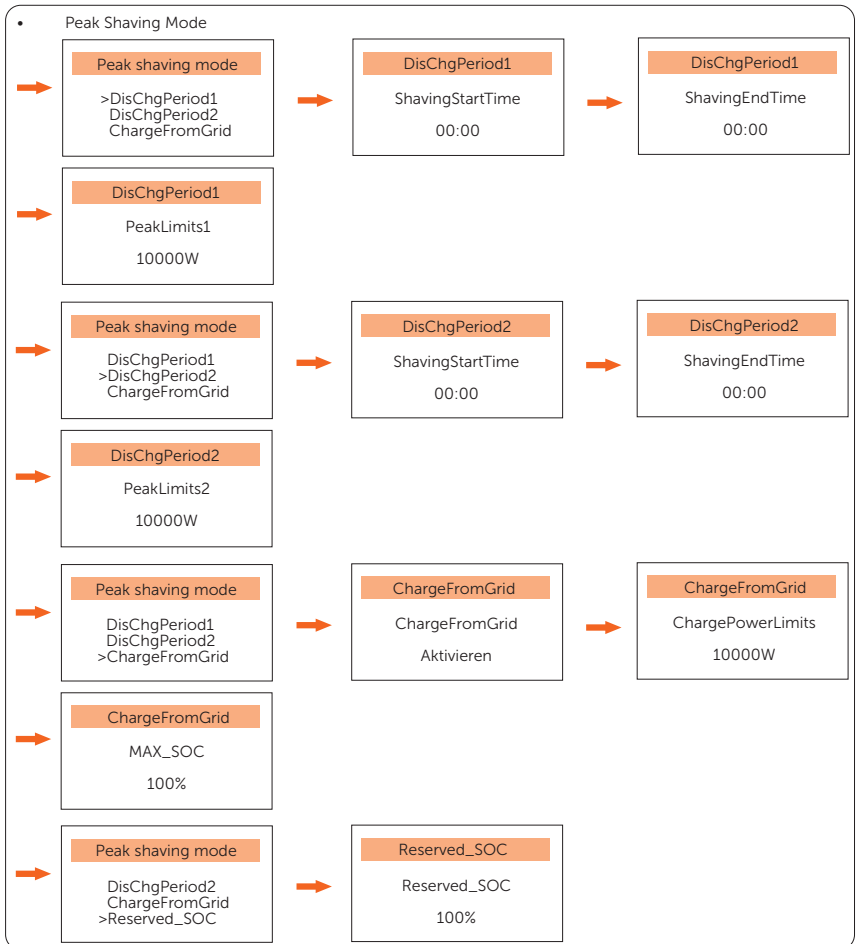 • Peak Shaving Mode
Peak shaving mode
>DisChgPeriod1
DisChgPeriod2
ChargeFromGrid
DisChgPeriod1
ShavingStartTime
00:00
DisChgPeriod1
ShavingEndTime
00:00
DisChgPeriod1
PeakLimits1
10000W
Peak shaving mode
DisChgPeriod1
>DisChgPeriod2
ChargeFromGrid
DisChgPeriod2
ShavingStartTime
00:00
DisChgPeriod2
ShavingEndTime
00:00
DisChgPeriod2
PeakLimits2
10000W
Peak shaving mode
DisChgPeriod1
DisChgPeriod2
>ChargeFromGrid
ChargeFromGrid
ChargeFromGrid
Aktivieren
ChargeFromGrid
ChargePowerLimits
10000W
ChargeFromGrid
MAX_SOC
100%
Peak shaving mode
DisChgPeriod2
ChargeFromGrid
>Reserved_SOC
Reserved_SOC
Reserved_SOC
100%